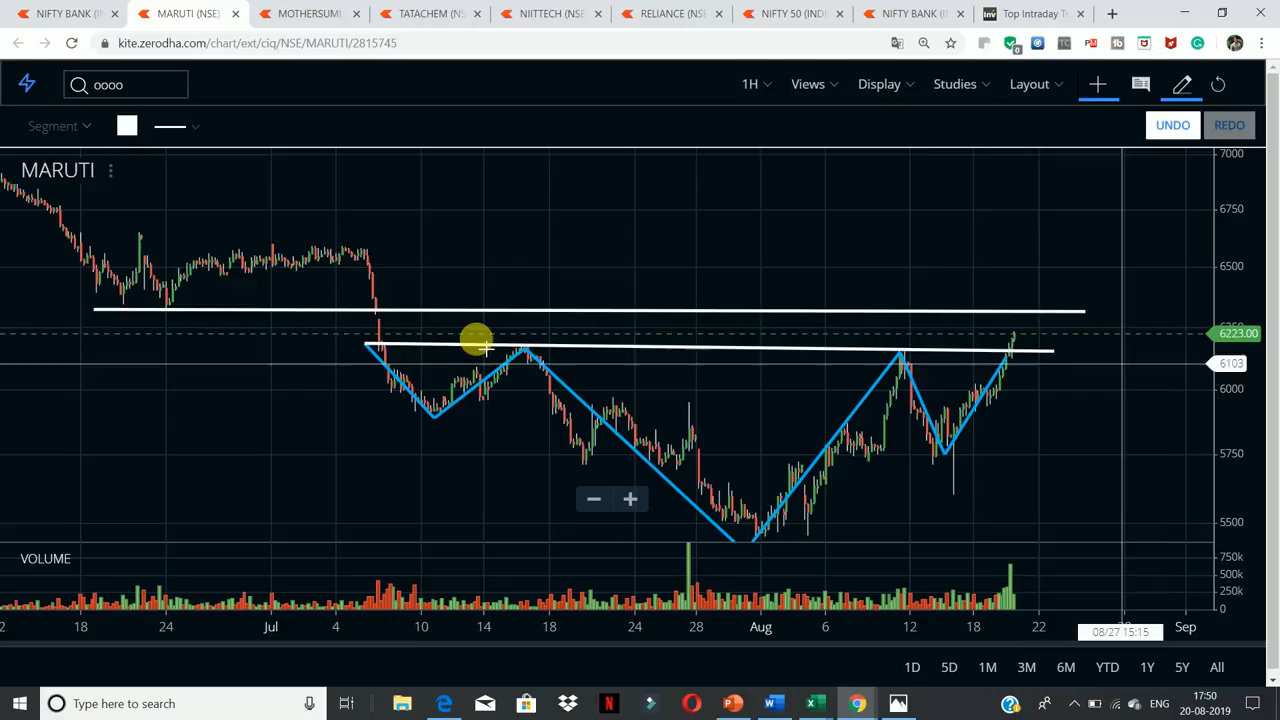 NIFTY BANK (
MARUTI (NSE)
MOTHERSUMI
TATACHEM (NS
NIITTECH (NSE
RELIANCE (NSE
NIFTY 50 (INDI
NIFTY BANK (IN
Inv Top Intraday Tr
kite.zerodha.com/chart/ext/ciq/NSE/MARUTI/2815745
oooo
1H
Views
Display
Studies
Layout
Segment
UNDO
REDO
MARUTI
7000
6750
6500
6223.00
6103
6000
5750
5500
VOLUME
750k
500k
250k
0
2 18 24 Jul 4 10 14 18 24 28 Aug 6 12 18 22 Sep
08/27 15:15
1D 5D 1M 3M 6M YTD 1Y 5Y All
Type here to search
ENG
17:50
20-08-2019